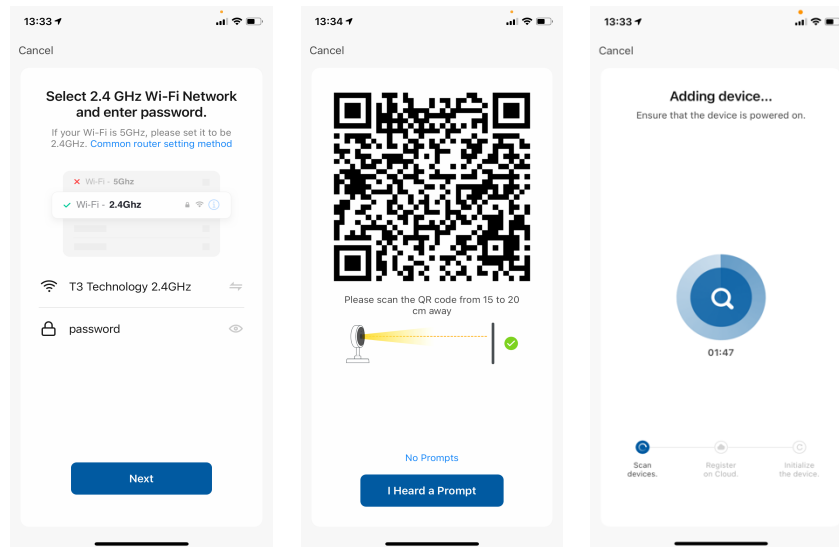 13:33
Cancel
Select 2.4 GHz Wi-Fi Network
and enter password.
If your Wi-Fi is 5GHz, please set it to be
2.4GHz. Common router setting method
Wi-Fi - 5Ghz
Wi-Fi - 2.4Ghz
T3 Technology 2.4GHz
password
Next
13:34
Cancel
Please scan the QR code from 15 to 20
cm away
No Prompts
I Heard a Prompt
13:33
Cancel
Adding device...
Ensure that the device is powered on.
01:47
Scan
devices.
Register
on Cloud.
Initialize
the device.